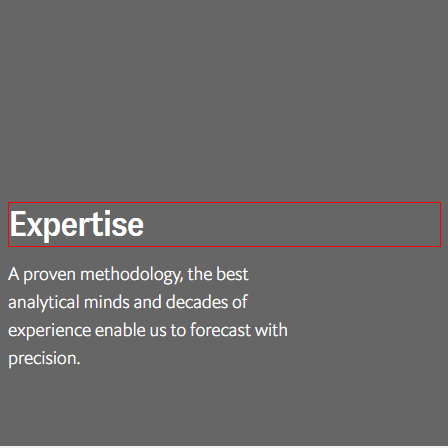 Expertise
A proven methodology, the best
analytical minds and decades of
experience enable us to forecast with
precision.